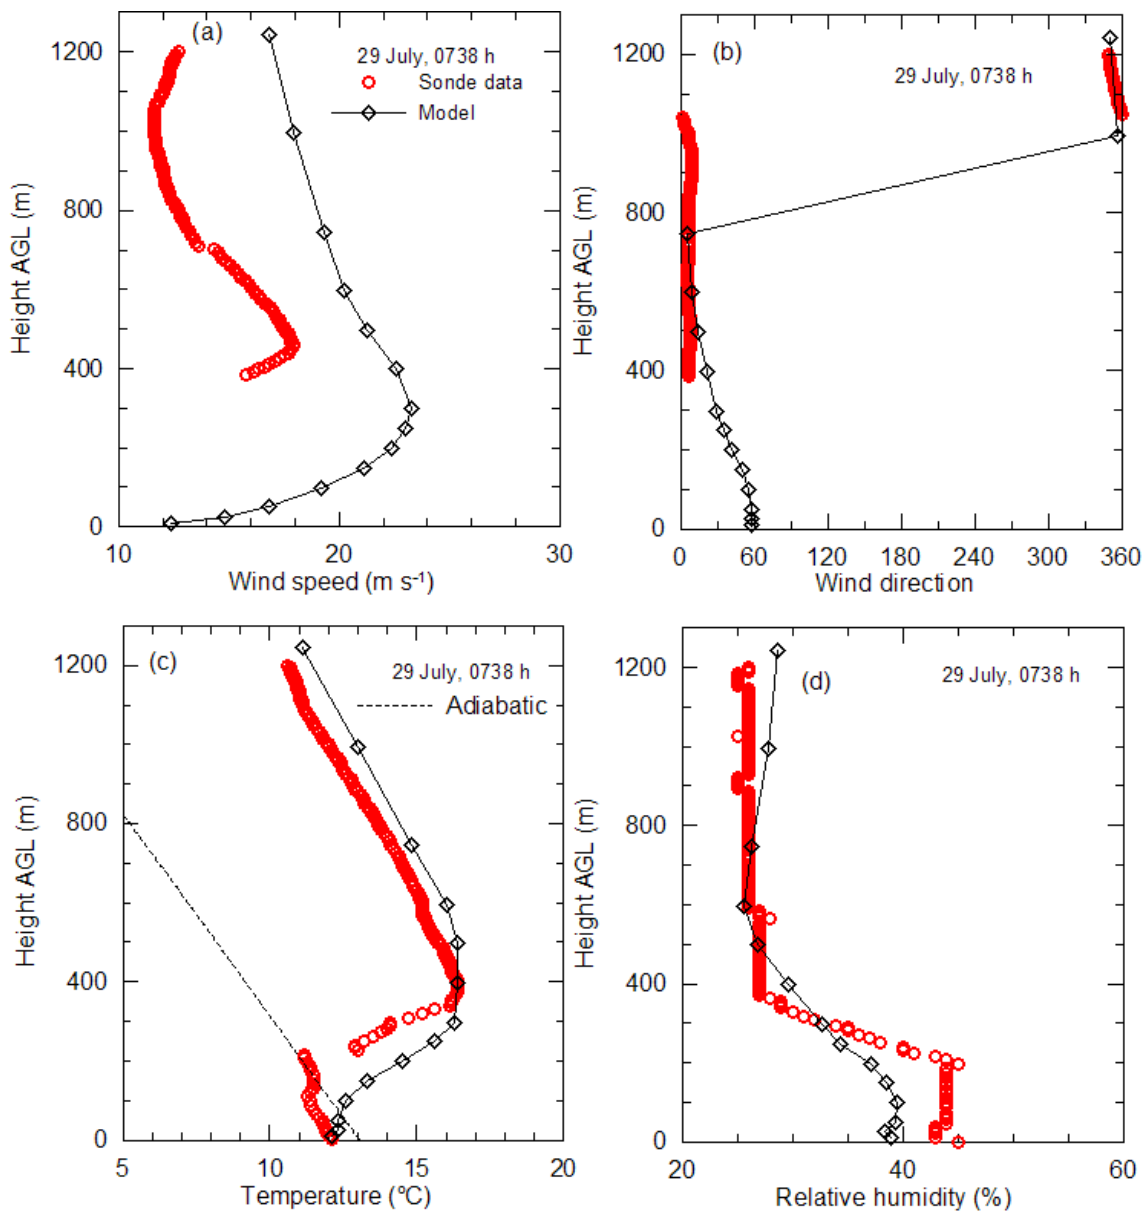 (a)
29 July, 0738 h
Sonde data
Model
1200
800
400
0
Height AGL (m)
10
20
30
Wind speed (m s-1)
(b)
29 July, 0738 h
1200
800
400
0
Height AGL (m)
0
60
120
180
240
300
360
Wind direction
(c)
29 July, 0738 h
Adiabatic
1200
800
400
0
Height AGL (m)
5
10
15
20
Temperature (ºC)
(d)
29 July, 0738 h
1200
800
400
0
Height AGL (m)
20
40
60
Relative humidity (%)